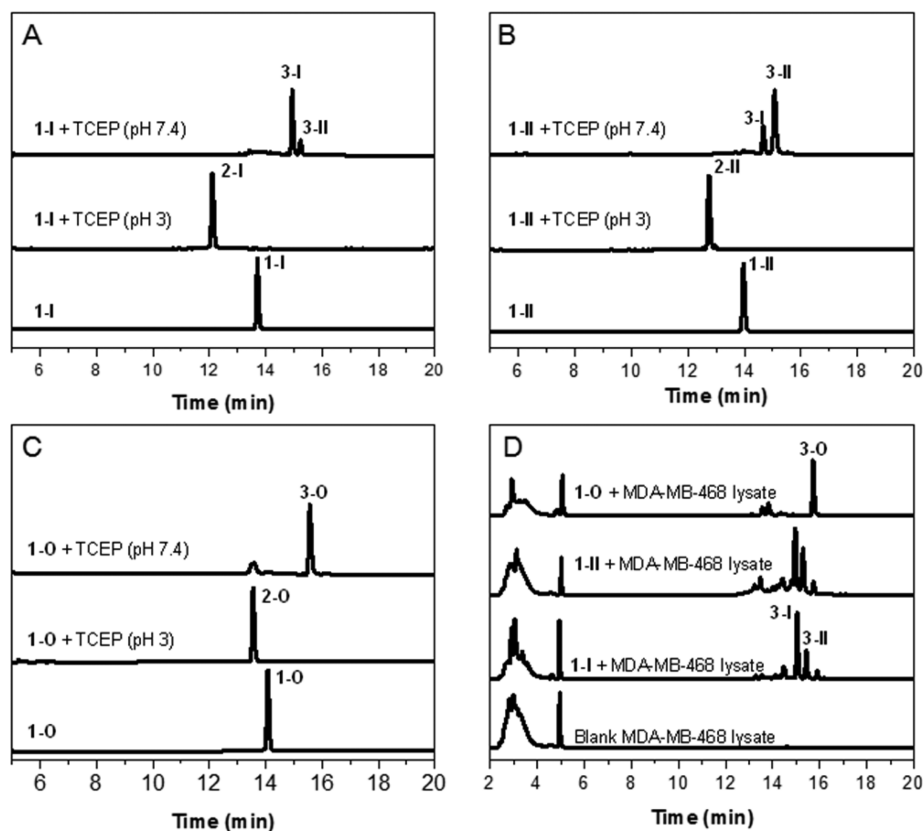 A
3-I
3-II
1-I + TCEP (pH 7.4)
2-I
1-I + TCEP (pH 3)
1-I
1-I
6 8 10 12 14 16 18 20
Time (min)
B
3-II
3-I
1-II + TCEP (pH 7.4)
2-II
1-II + TCEP (pH 3)
1-II
1-II
6 8 10 12 14 16 18 20
Time (min)
C
3-O
1-O + TCEP (pH 7.4)
2-O
1-O + TCEP (pH 3)
1-O
1-O
6 8 10 12 14 16 18 20
Time (min)
D
3-O
1-O + MDA-MB-468 lysate
1-II + MDA-MB-468 lysate
3-I
3-II
1-I + MDA-MB-468 lysate
Blank MDA-MB-468 lysate
2 4 6 8 10 12 14 16 18 20
Time (min)